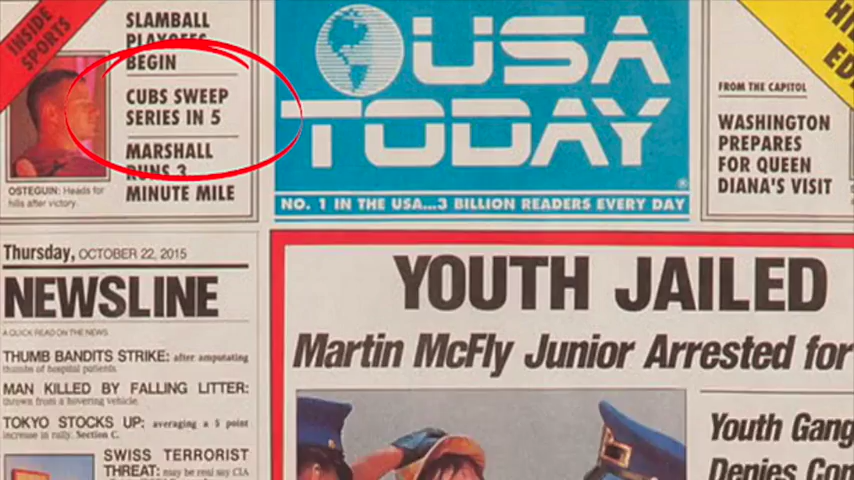 INSIDE
SPORTS
SLAMBALL
PLAYOFFS
BEGIN
CUBS SWEEP
SERIES IN 5
MARSHALL
RUNS 3
MINUTE MILE
OSTEGUIN: Heads for
hills after victory.
USA
TODAY
®
NO. 1 IN THE USA...3 BILLION READERS EVERY DAY
FROM THE CAPITOL
WASHINGTON
PREPARES
FOR QUEEN
DIANA'S VISIT
Thursday, OCTOBER 22, 2015
NEWSLINE
A QUICK READ ON THE NEWS
THUMB BANDITS STRIKE: after amputating
thumbs of hospital patients.
MAN KILLED BY FALLING LITTER:
thrown from a hovering vehicle.
TOKYO STOCKS UP: averaging a 5 point
increase in rally. Section C.
SWISS TERRORIST
THREAT: may be real say CIA
YOUTH JAILED
Martin McFly Junior Arrested for
Youth Gang
Denies